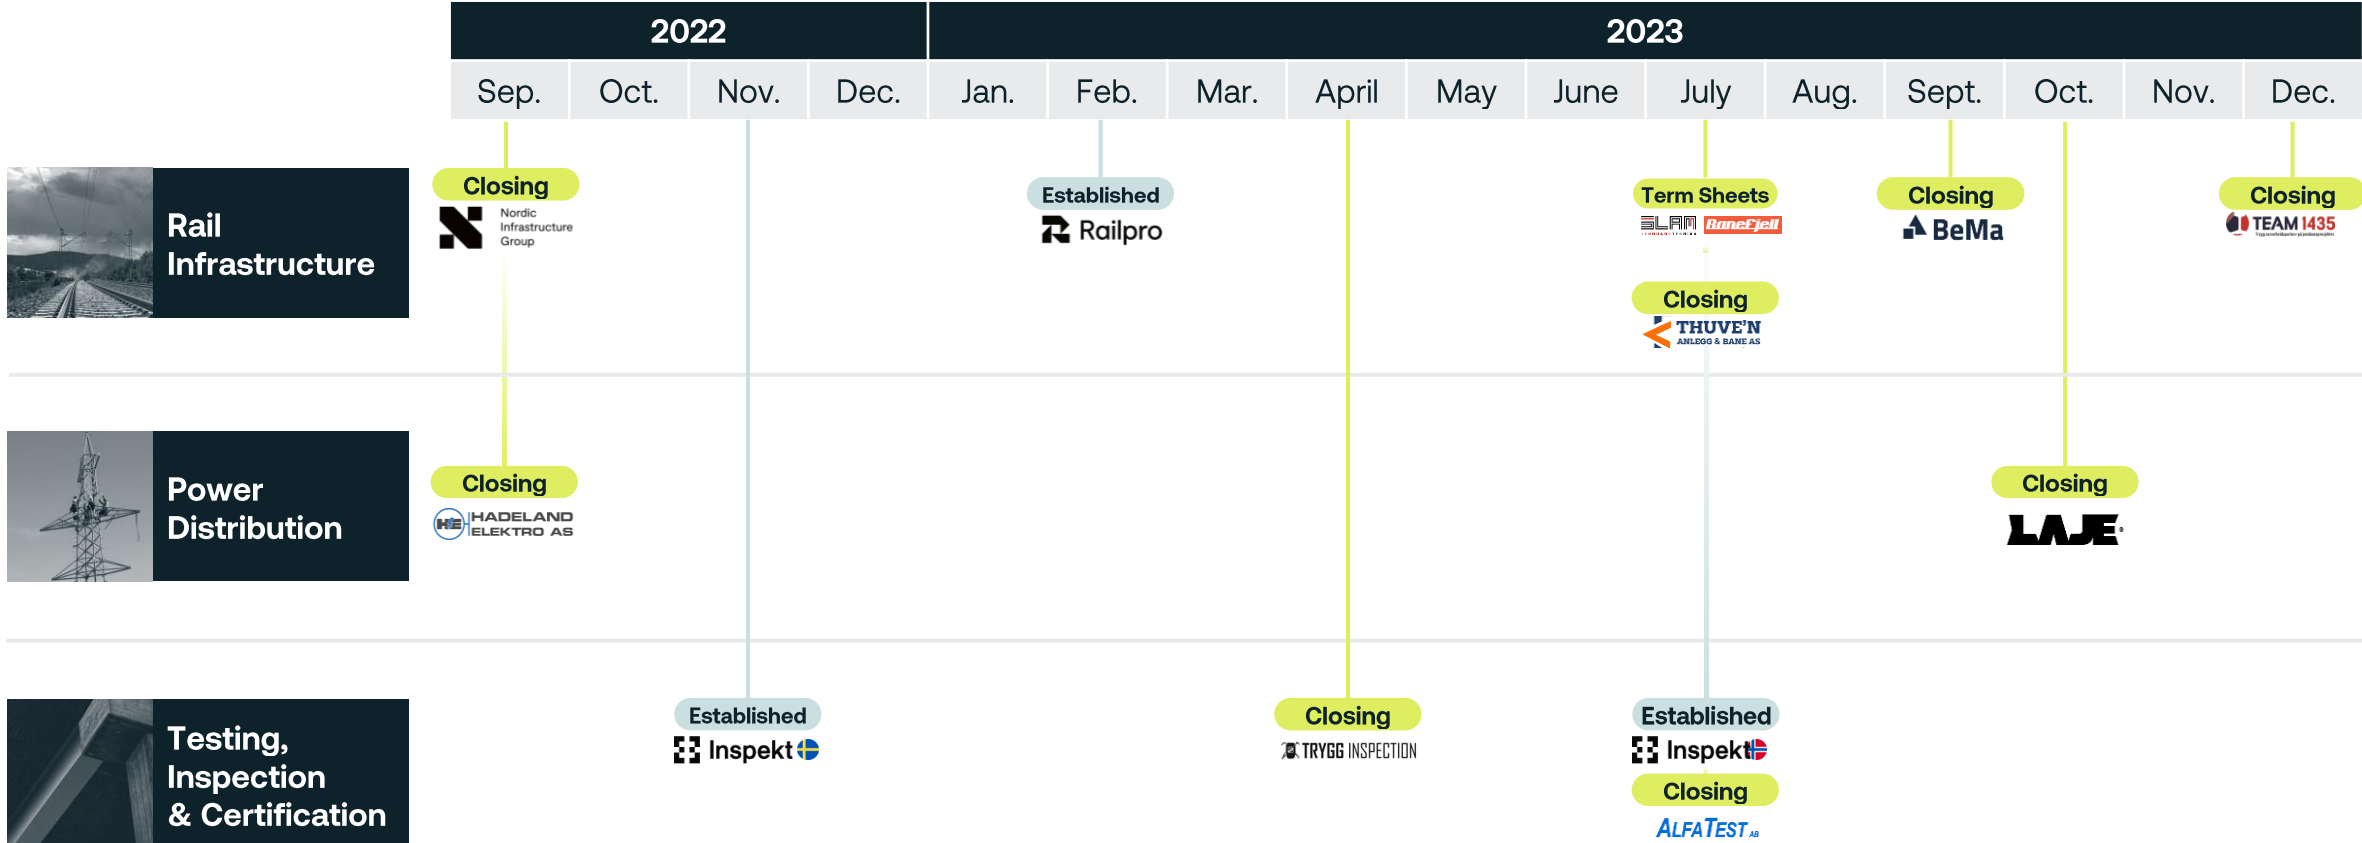 2022
2023
Sep.
Oct.
Nov.
Dec.
Jan.
Feb.
Mar.
April
May
June
July
Aug.
Sept.
Oct.
Nov.
Dec.
Rail
Infrastructure
Closing
Nordic
Infrastructure
Group
Established
Railpro
Term Sheets
SLAM
BaneFjell
Closing
THUVE'N
ANLEGG & BANE AS
Closing
BeMa
Closing
TEAM 1435
Power
Distribution
Closing
HE
HADELAND
ELEKTRO AS
Closing
LAJE®
Testing,
Inspection
& Certification
Established
Inspekt
Closing
TRYGG INSPECTION
Established
Inspekt
Closing
ALFATEST AB